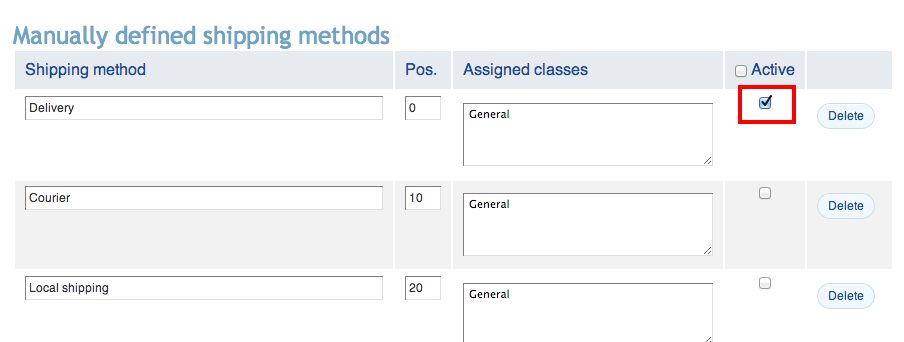 Manually defined shipping methods
Shipping method Pos. Assigned classes Active
Delivery 0 General Delete
Courier 10 General Delete
Local shipping 20 General Delete